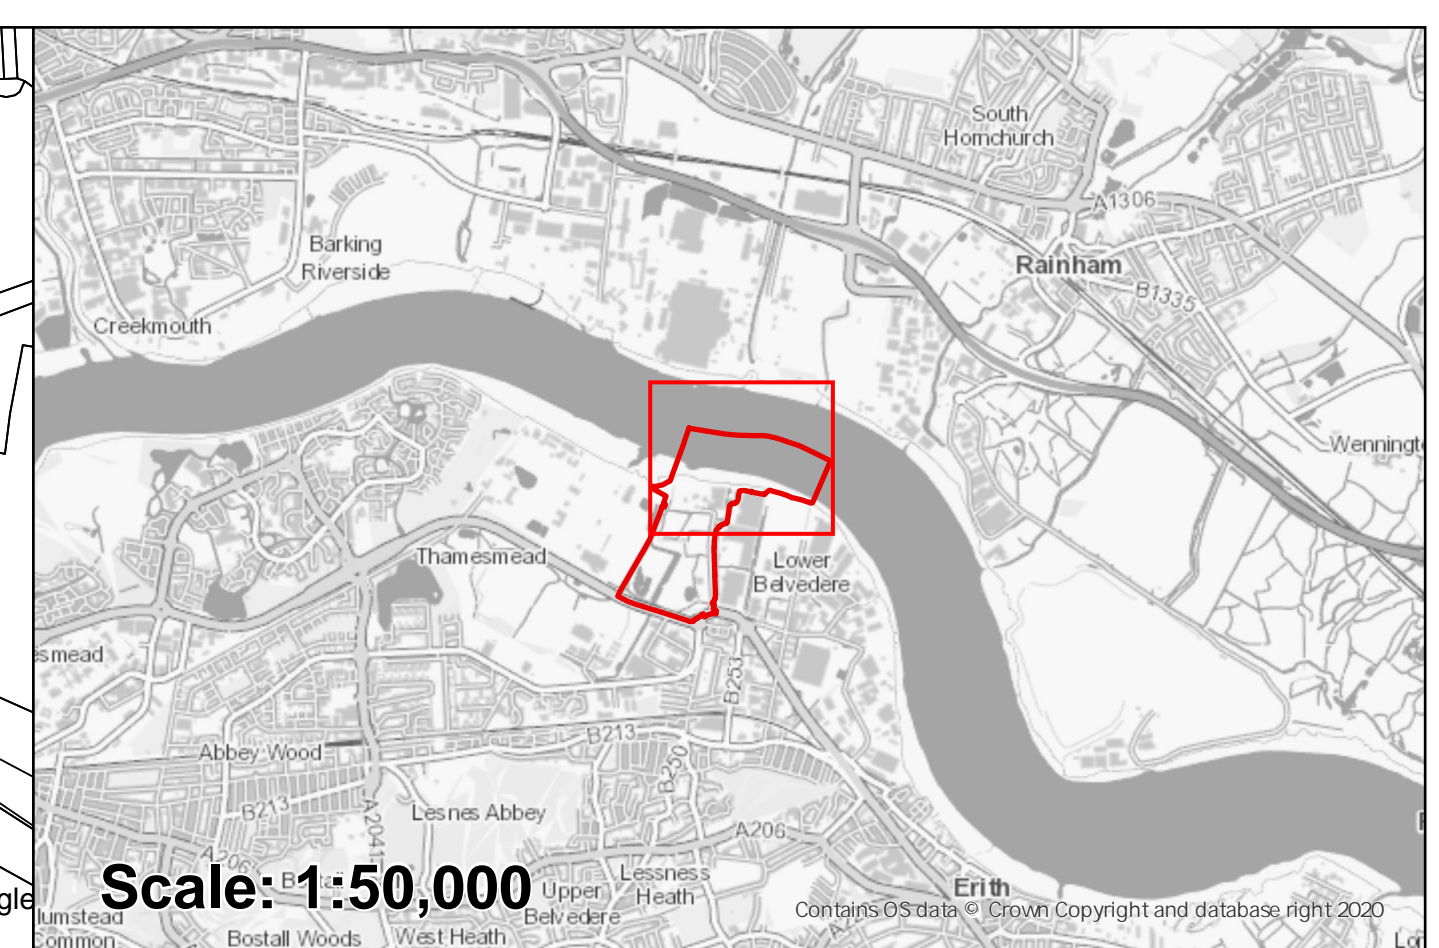 South
Hornchurch
A1306
Barking
Riverside
Rainham
B1335
Creekmouth
Wenningt
Thamesmead
Lower
Belvedere
esmead
B253
B213
Abbey Wood
B250
B213
Lesnes Abbey
A2041
A206
A206
Scale: 1:50,000
Lessness
Heath
Upper
Belvedere
Erith
gle
lumstead
Common
Contains OS data © Crown Copyright and database right 2020
Bostall Woods
West Heath